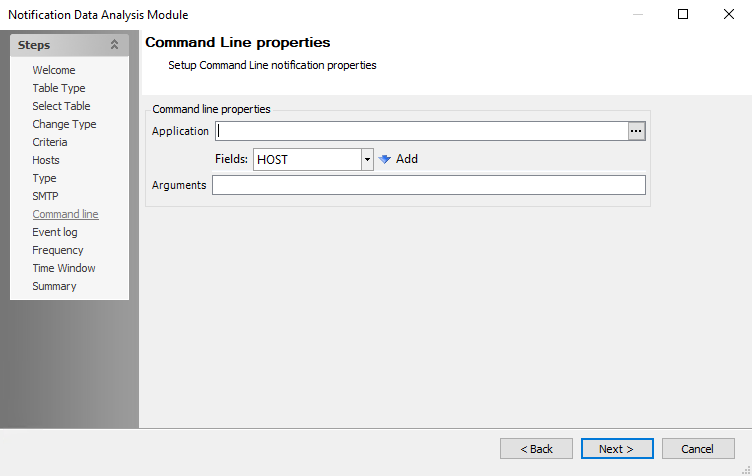 Notification Data Analysis Module
Steps
Welcome
Table Type
Select Table
Change Type
Criteria
Hosts
Type
SMTP
Command line
Event log
Frequency
Time Window
Summary
Command Line properties
Setup Command Line notification properties
Command line properties
Application
...
Fields: HOST Add
Arguments
< Back Next > Cancel